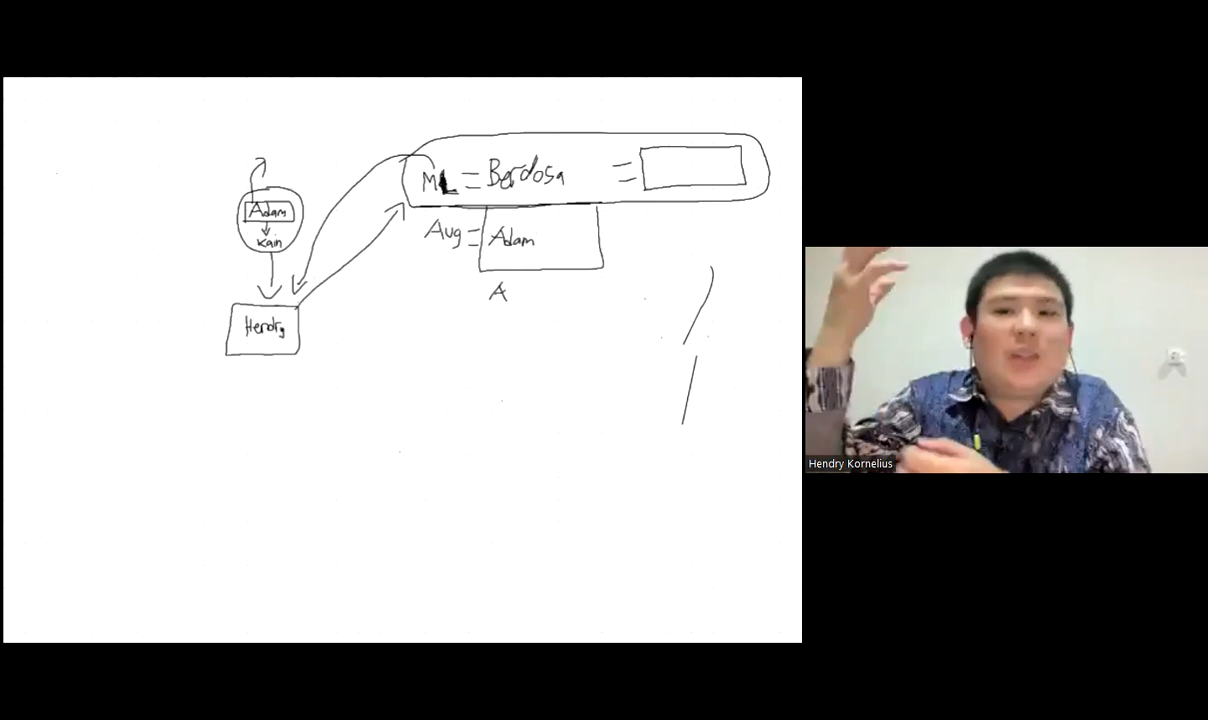 ML = Berdosa =
Adam
Kain
Aug = Adam
A
Hendry
Hendry Kornelius